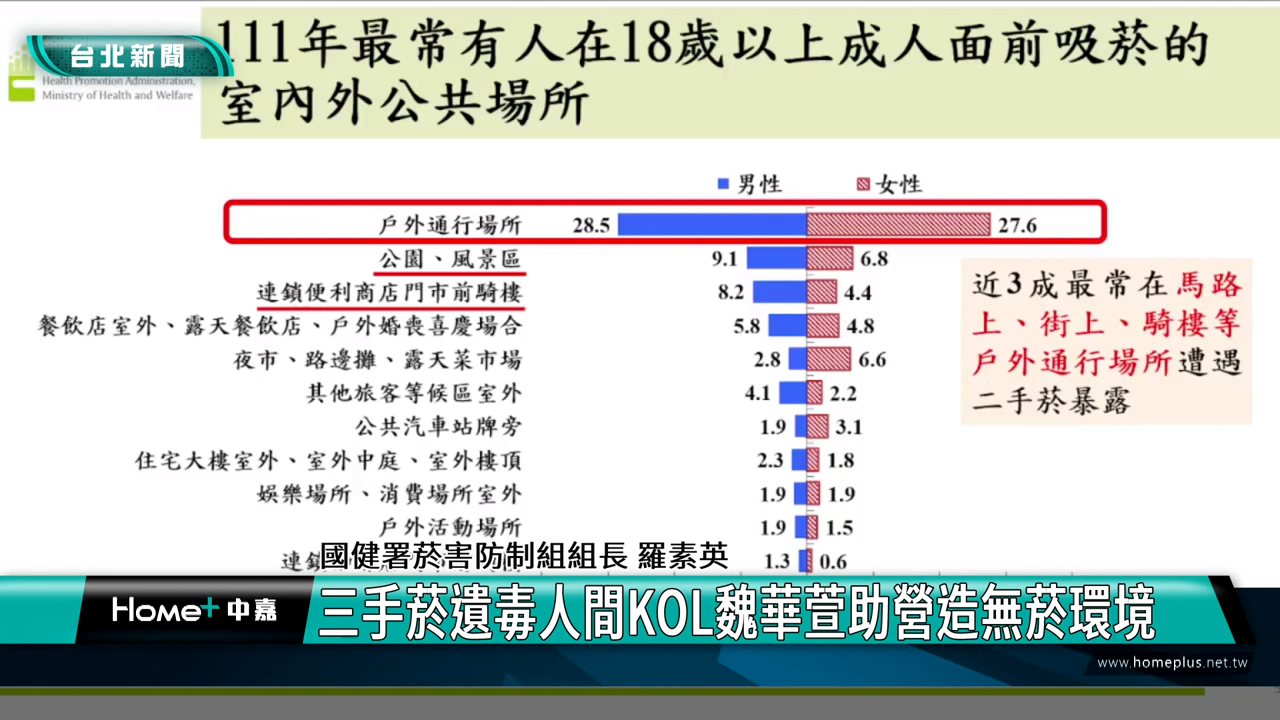 台北新聞
Health Promotion Administration,
Ministry of Health and Welfare
111年最常有人在18歲以上成人面前吸菸的
室內外公共場所
男性 女性
戶外通行場所 28.5 27.6
公園、風景區 9.1 6.8
連鎖便利商店門市前騎樓 8.2 4.4
餐飲店室外、露天餐飲店、戶外婚喪喜慶場合 5.8 4.8
夜市、路邊攤、露天菜市場 2.8 6.6
其他旅客等候區室外 4.1 2.2
公共汽車站牌旁 1.9 3.1
住宅大樓室外、室外中庭、室外樓頂 2.3 1.8
娛樂場所、消費場所室外 1.9 1.9
戶外活動場所 1.9 1.5
連鎖 1.3 0.6
近3成最常在馬路
上、街上、騎樓等
戶外通行場所遭遇
二手菸暴露
國健署菸害防制組組長 羅素英
Home+中嘉
三手菸遺毒人間KOL魏華萱助營造無菸環境
www.homeplus.net.tw